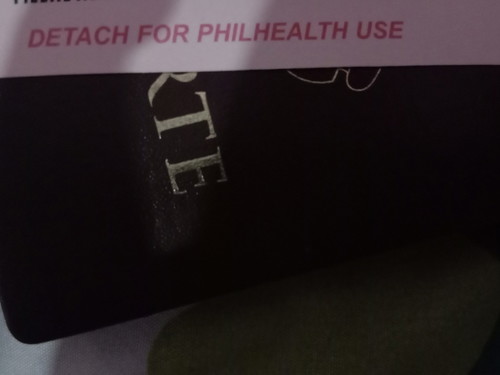 DETACH FOR PHILHEALTH USE
RTE